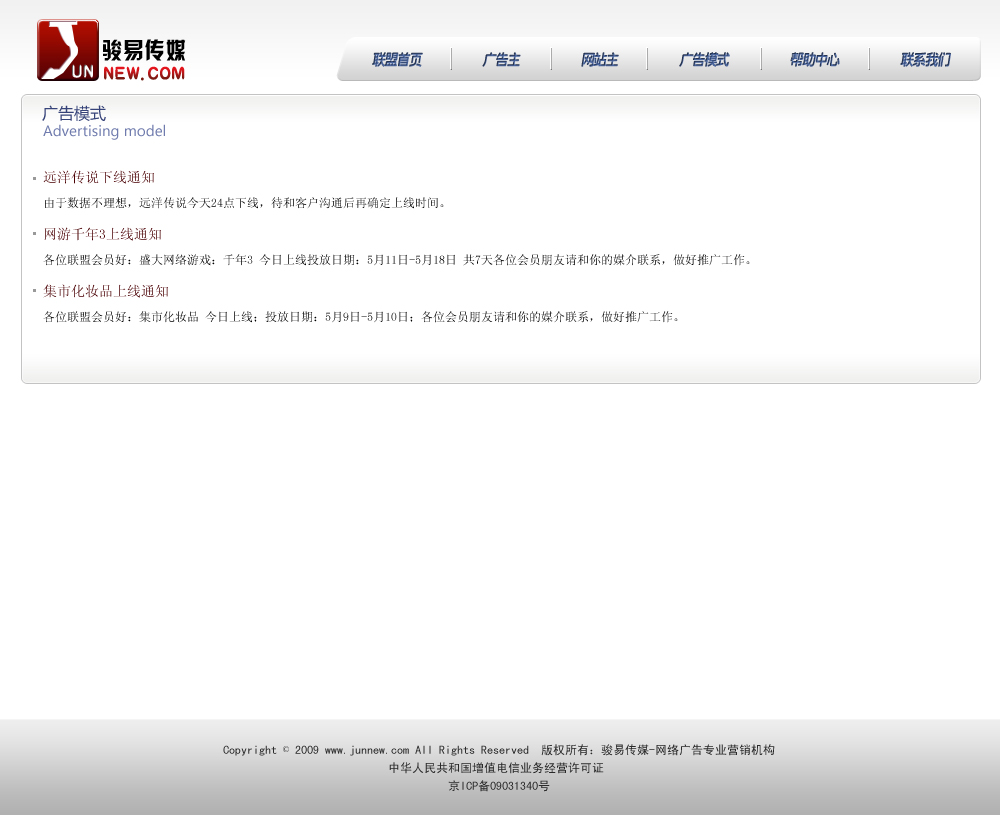 JUN 骏易传媒
NEW.COM
联盟首页 广告主 网站主 广告模式 帮助中心 联系我们
广告模式
Advertising model
远洋传说下线通知
由于数据不理想，远洋传说今天24点下线，待和客户沟通后再确定上线时间。
网游千年3上线通知
各位联盟会员好：盛大网络游戏：千年3 今日上线投放日期：5月11日-5月18日 共7天各位会员朋友请和你的媒介联系，做好推广工作。
集市化妆品上线通知
各位联盟会员好：集市化妆品 今日上线；投放日期：5月9日-5月10日；各位会员朋友请和你的媒介联系，做好推广工作。
Copyright © 2009 www.junnew.com All Rights Reserved 版权所有：骏易传媒-网络广告专业营销机构
中华人民共和国增值电信业务经营许可证
京ICP备09031340号